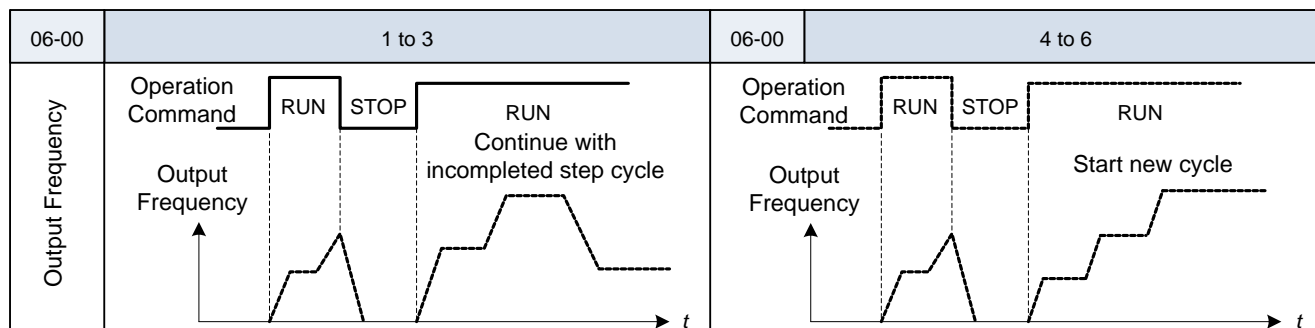 06-00
1 to 3
06-00
4 to 6
Output Frequency
Operation
Command
RUN
STOP
RUN
Continue with
incompleted step cycle
Output
Frequency
t
Operation
Command
RUN
STOP
RUN
Start new cycle
Output
Frequency
t